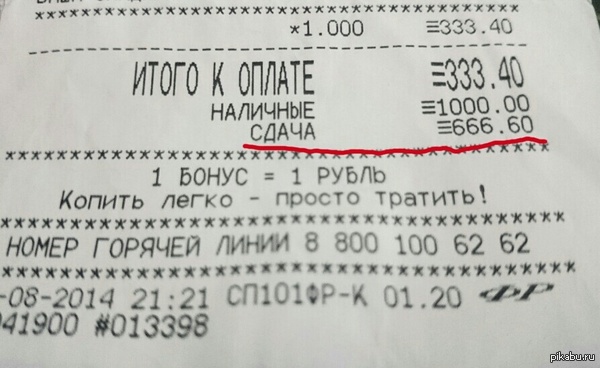 ********************************
*1.000 ≡333.40
ИТОГО К ОПЛАТЕ ≡333.40
НАЛИЧНЫЕ ≡1000.00
СДАЧА ≡666.60
********************************
1 БОНУС = 1 РУБЛЬ
Копить легко - просто тратить!
********************************
НОМЕР ГОРЯЧЕЙ ЛИНИИ 8 800 100 62 62
********************************
-08-2014 21:21 СП101ФР-К 01.20 ФР
041900 #013398
pikabu.ru